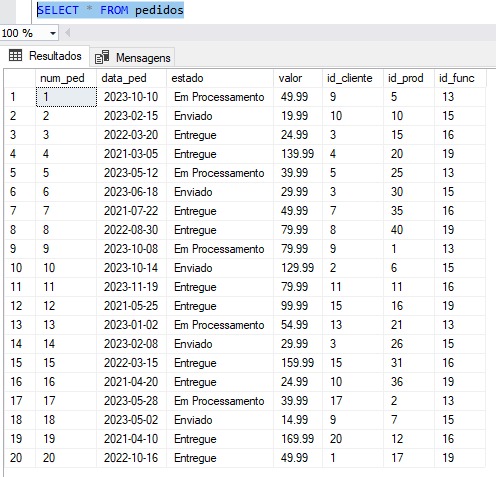 SELECT * FROM pedidos
100 %
Resultados Mensagens
num_ped data_ped estado valor id_cliente id_prod id_func
1 1 2023-10-10 Em Processamento 49.99 9 5 13
2 2 2023-02-15 Enviado 19.99 10 10 15
3 3 2022-03-20 Entregue 24.99 3 15 16
4 4 2021-03-05 Entregue 139.99 4 20 19
5 5 2023-05-12 Em Processamento 39.99 5 25 13
6 6 2023-06-18 Enviado 29.99 3 30 15
7 7 2021-07-22 Entregue 49.99 7 35 16
8 8 2022-08-30 Entregue 79.99 8 40 19
9 9 2023-10-08 Em Processamento 79.99 9 1 13
10 10 2023-10-14 Enviado 129.99 2 6 15
11 11 2023-11-19 Entregue 79.99 11 11 16
12 12 2021-05-25 Entregue 99.99 15 16 19
13 13 2023-01-02 Em Processamento 54.99 13 21 13
14 14 2023-02-08 Enviado 29.99 3 26 15
15 15 2022-03-15 Entregue 159.99 15 31 16
16 16 2021-04-20 Entregue 24.99 10 36 19
17 17 2023-05-28 Em Processamento 39.99 17 2 13
18 18 2023-05-02 Enviado 14.99 9 7 15
19 19 2021-04-10 Entregue 169.99 20 12 16
20 20 2022-10-16 Entregue 49.99 1 17 19